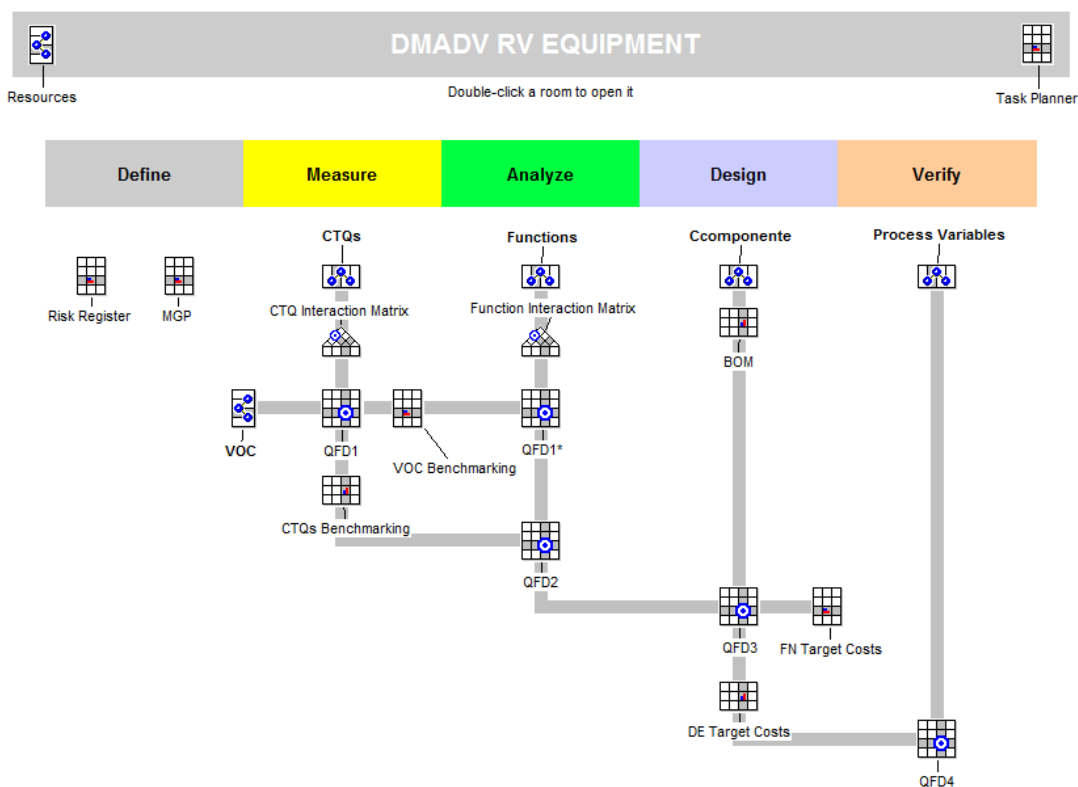 DMADV RV EQUIPMENT
Resources
Double-click a room to open it
Task Planner
Define
Measure
Analyze
Design
Verify
CTQs
Functions
Ccomponente
Process Variables
Risk Register
MGP
CTQ Interaction Matrix
Function Interaction Matrix
BOM
VOC
QFD1
VOC Benchmarking
QFD1*
CTQs Benchmarking
QFD2
QFD3
FN Target Costs
DE Target Costs
QFD4